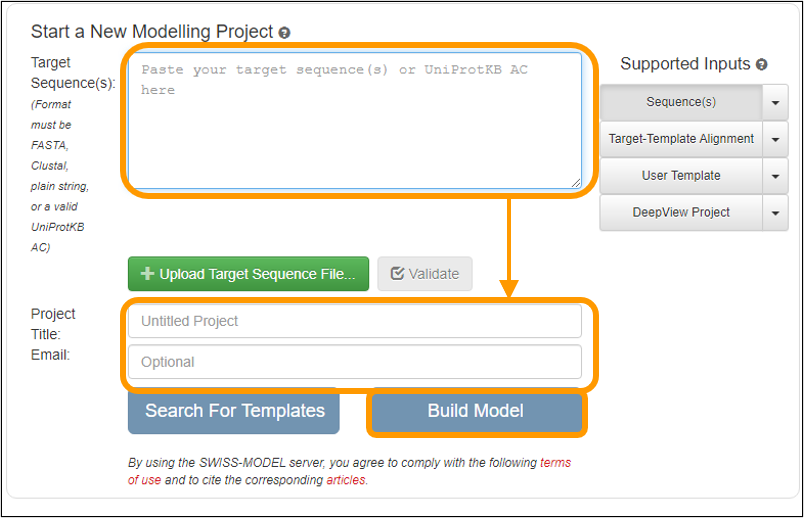 Start a New Modelling Project
Target
Sequence(s):
(Format
must be
FASTA,
Clustal,
plain string,
or a valid
UniProtKB
AC)
Paste your target sequence(s) or UniProtKB AC
here
Supported Inputs
Sequence(s)
Target-Template Alignment
User Template
DeepView Project
Upload Target Sequence File...
Validate
Project
Title:
Untitled Project
Email:
Optional
Search For Templates
Build Model
By using the SWISS-MODEL server, you agree to comply with the following terms
of use and to cite the corresponding articles.